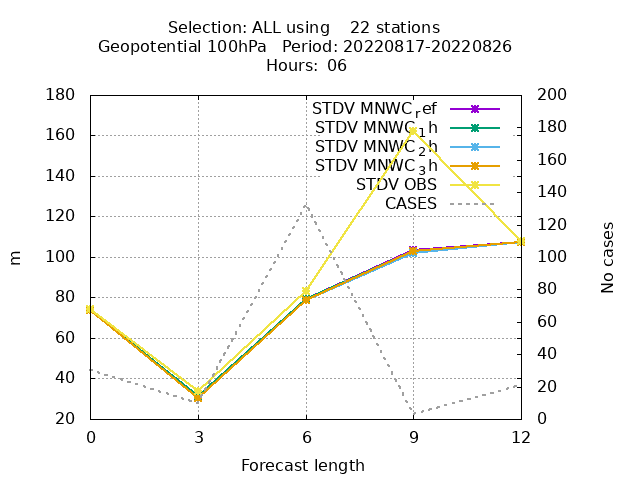 Selection: ALL using    22 stations
Geopotential 100hPa   Period: 20220817-20220826
Hours: 06
STDV MNWC_ref
STDV MNWC_1h
STDV MNWC_2h
STDV MNWC_3h
STDV OBS
CASES
180
160
140
120
100
80
60
40
20
m
200
180
160
140
120
100
80
60
40
20
0
No cases
0 3 6 9 12
Forecast length